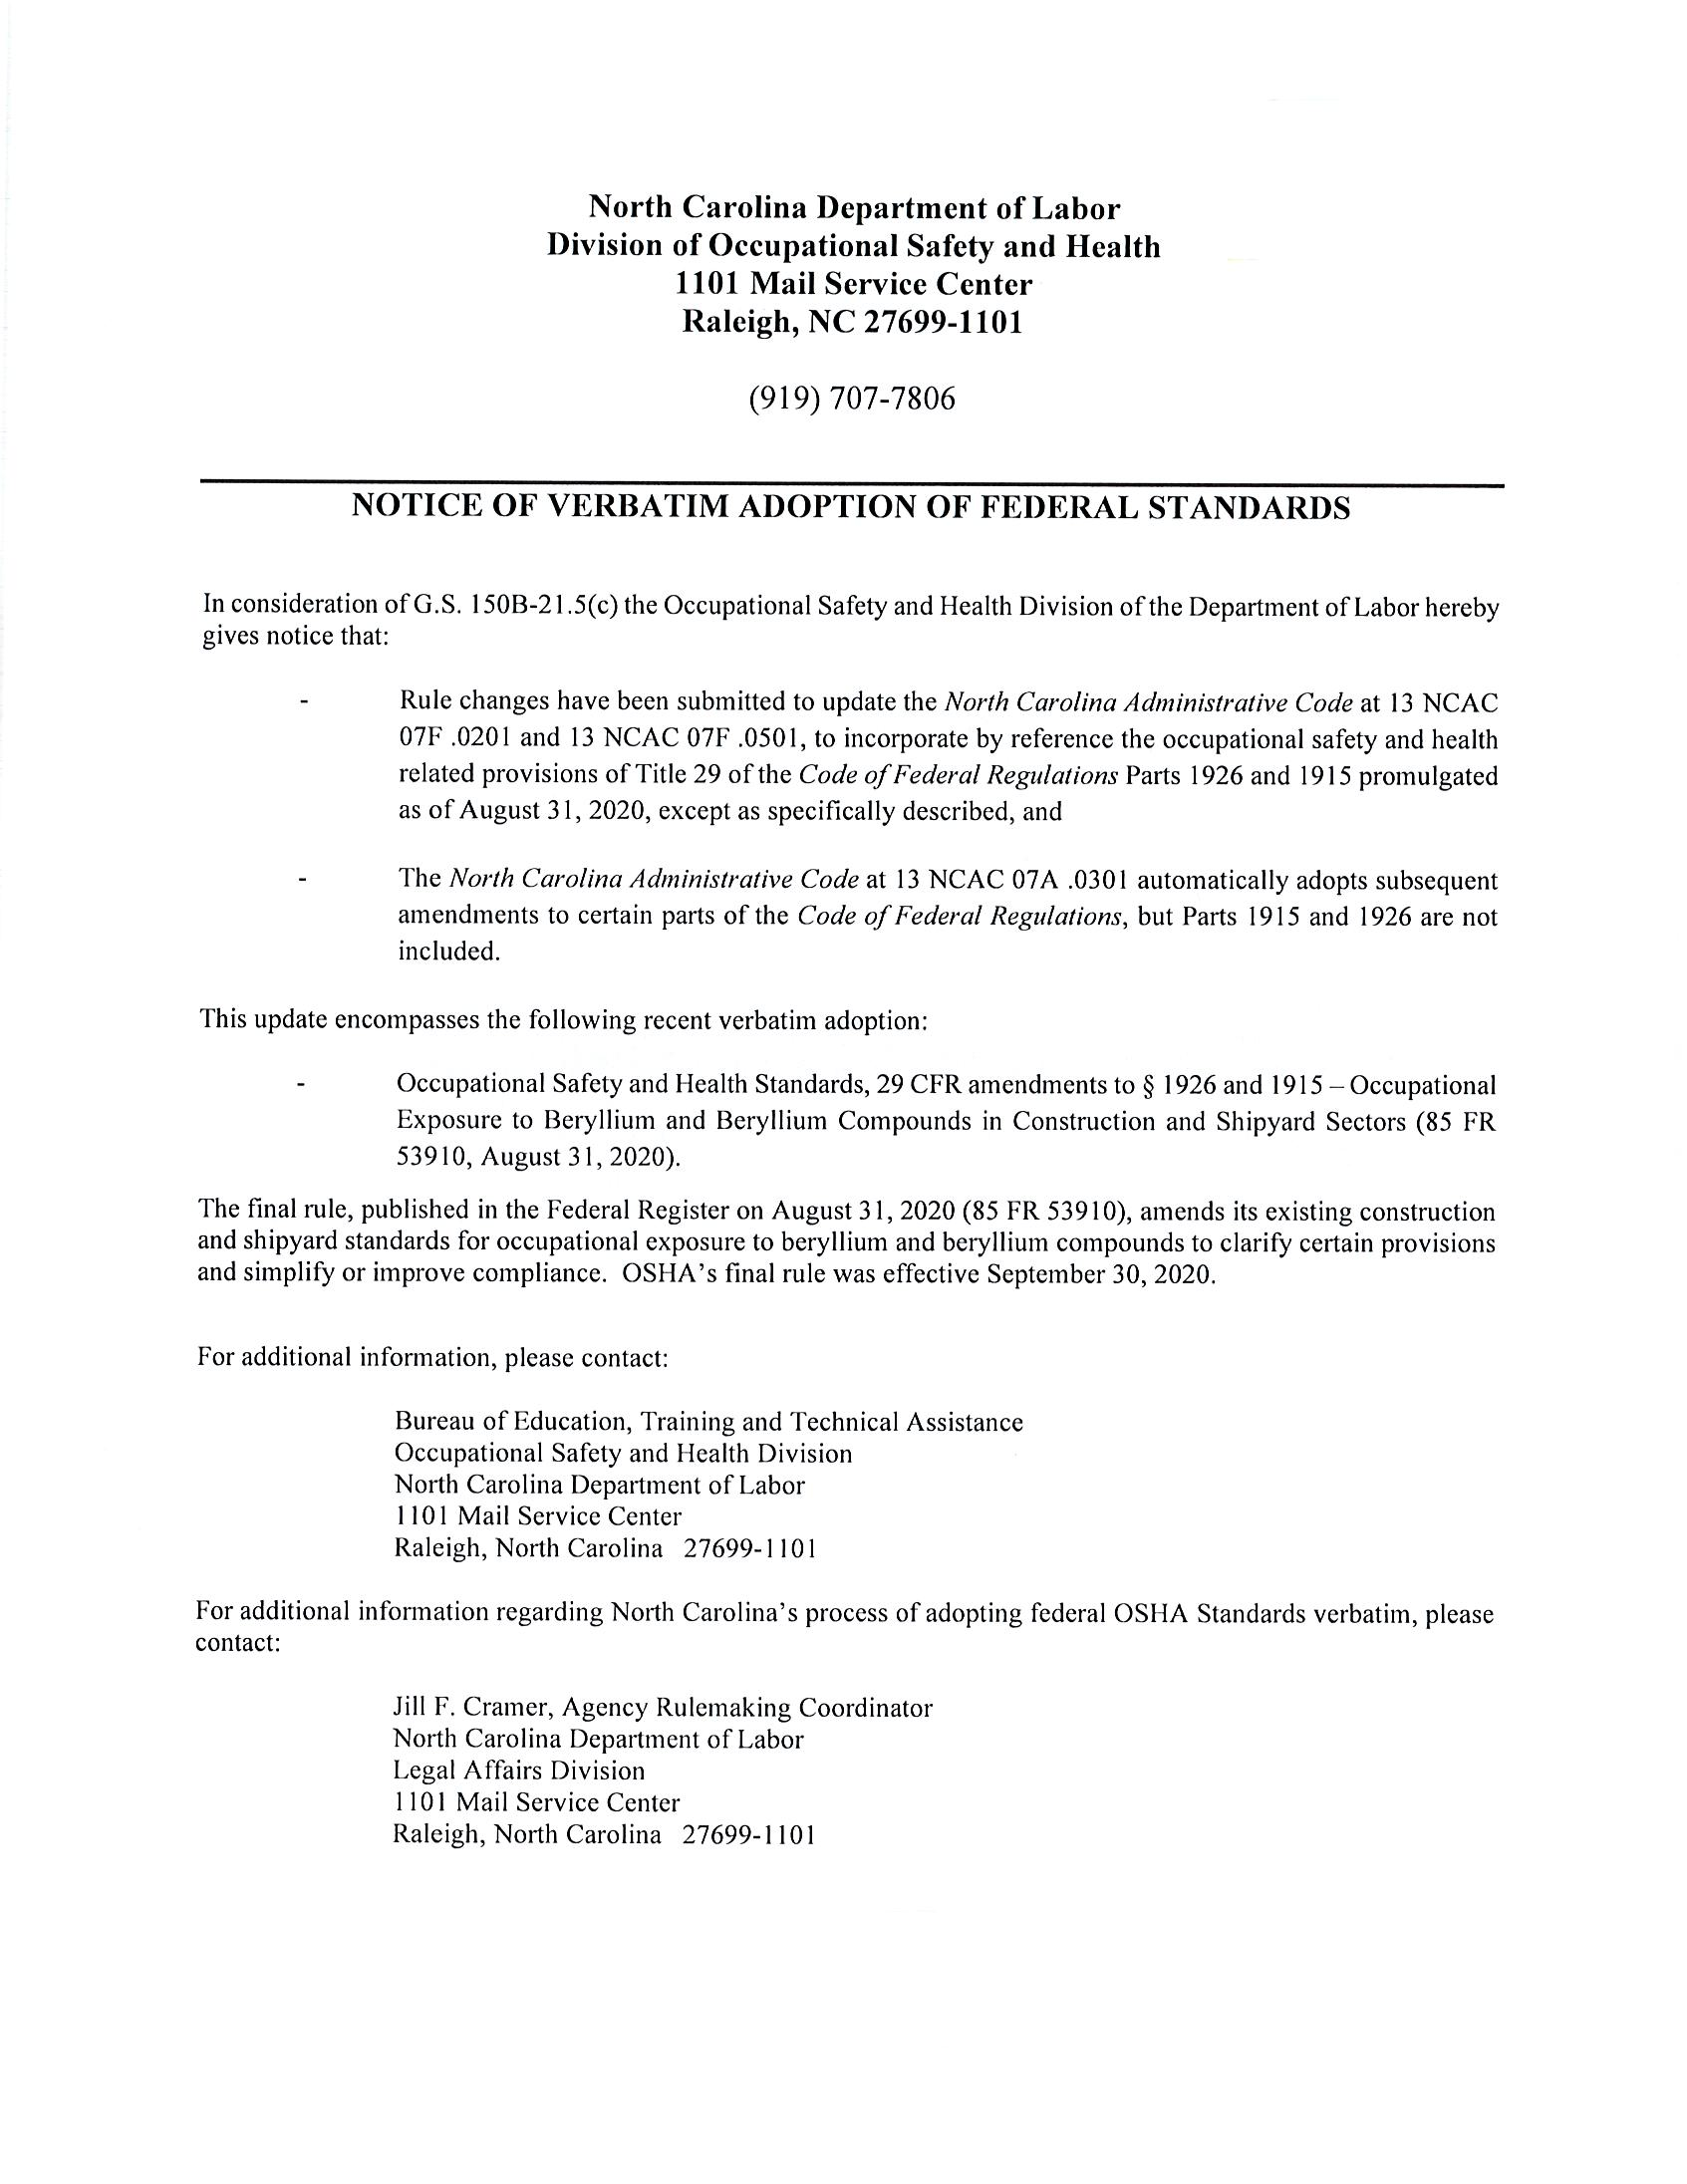 North Carolina Department of Labor
Division of Occupational Safety and Health
1101 Mail Service Center
Raleigh, NC 27699-1101
(919) 707-7806
NOTICE OF VERBATIM ADOPTION OF FEDERAL STANDARDS
In consideration of G.S. 150B-21.5(c) the Occupational Safety and Health Division of the Department of Labor hereby
gives notice that:
- Rule changes have been submitted to update the North Carolina Administrative Code at 13 NCAC
07F .0201 and 13 NCAC 07F .0501, to incorporate by reference the occupational safety and health
related provisions of Title 29 of the Code of Federal Regulations Parts 1926 and 1915 promulgated
as of August 31, 2020, except as specifically described, and
- The North Carolina Administrative Code at 13 NCAC 07A .0301 automatically adopts subsequent
amendments to certain parts of the Code of Federal Regulations, but Parts 1915 and 1926 are not
included.
This update encompasses the following recent verbatim adoption:
- Occupational Safety and Health Standards, 29 CFR amendments to § 1926 and 1915 – Occupational
Exposure to Beryllium and Beryllium Compounds in Construction and Shipyard Sectors (85 FR
53910, August 31, 2020).
The final rule, published in the Federal Register on August 31, 2020 (85 FR 53910), amends its existing construction
and shipyard standards for occupational exposure to beryllium and beryllium compounds to clarify certain provisions
and simplify or improve compliance. OSHA's final rule was effective September 30, 2020.
For additional information, please contact:
Bureau of Education, Training and Technical Assistance
Occupational Safety and Health Division
North Carolina Department of Labor
1101 Mail Service Center
Raleigh, North Carolina 27699-1101
For additional information regarding North Carolina's process of adopting federal OSHA Standards verbatim, please
contact:
Jill F. Cramer, Agency Rulemaking Coordinator
North Carolina Department of Labor
Legal Affairs Division
1101 Mail Service Center
Raleigh, North Carolina 27699-1101